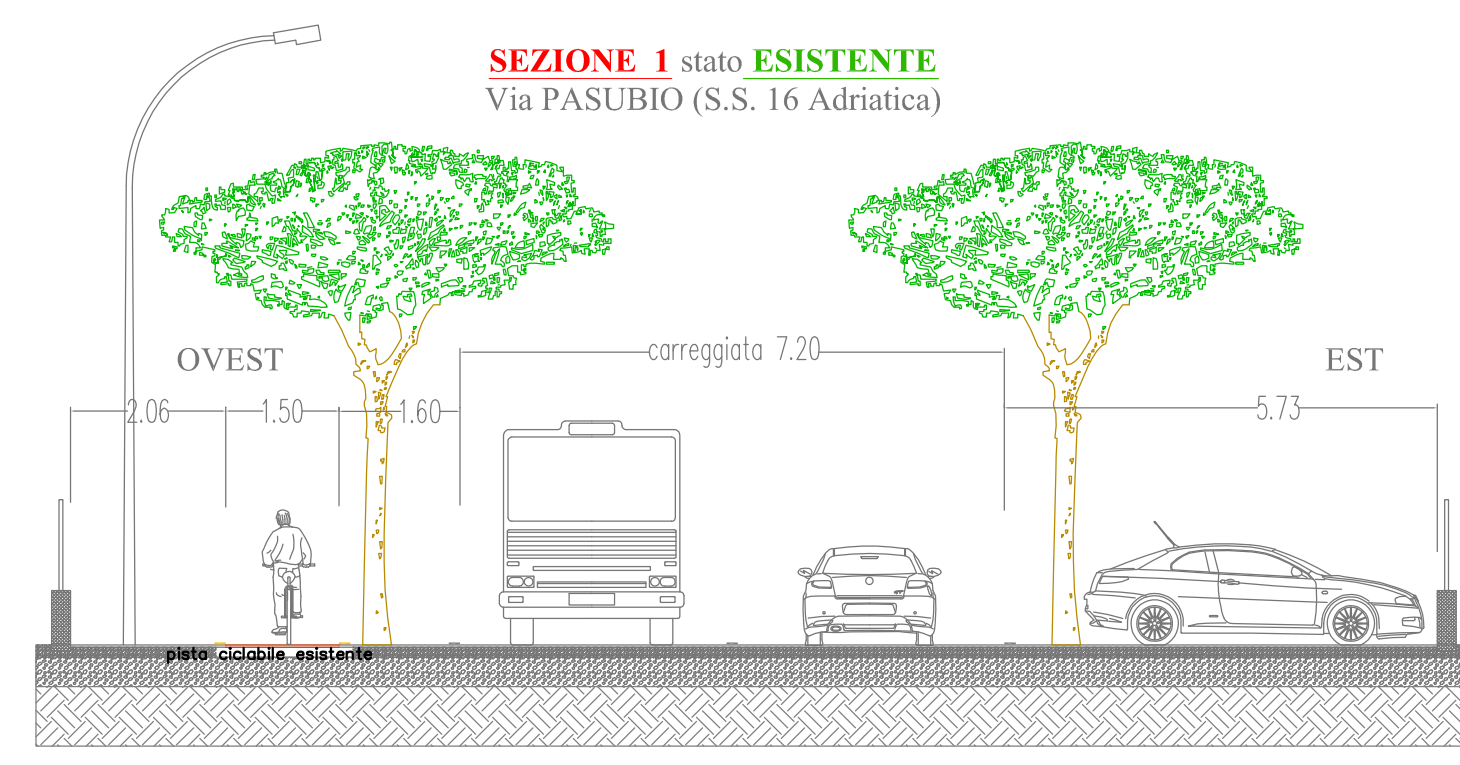 SEZIONE 1 stato ESISTENTE
Via PASUBIO (S.S. 16 Adriatica)
carreggiata 7.20
OVEST
EST
2.06
1.50
1.60
5.73
pista ciclabile esistente